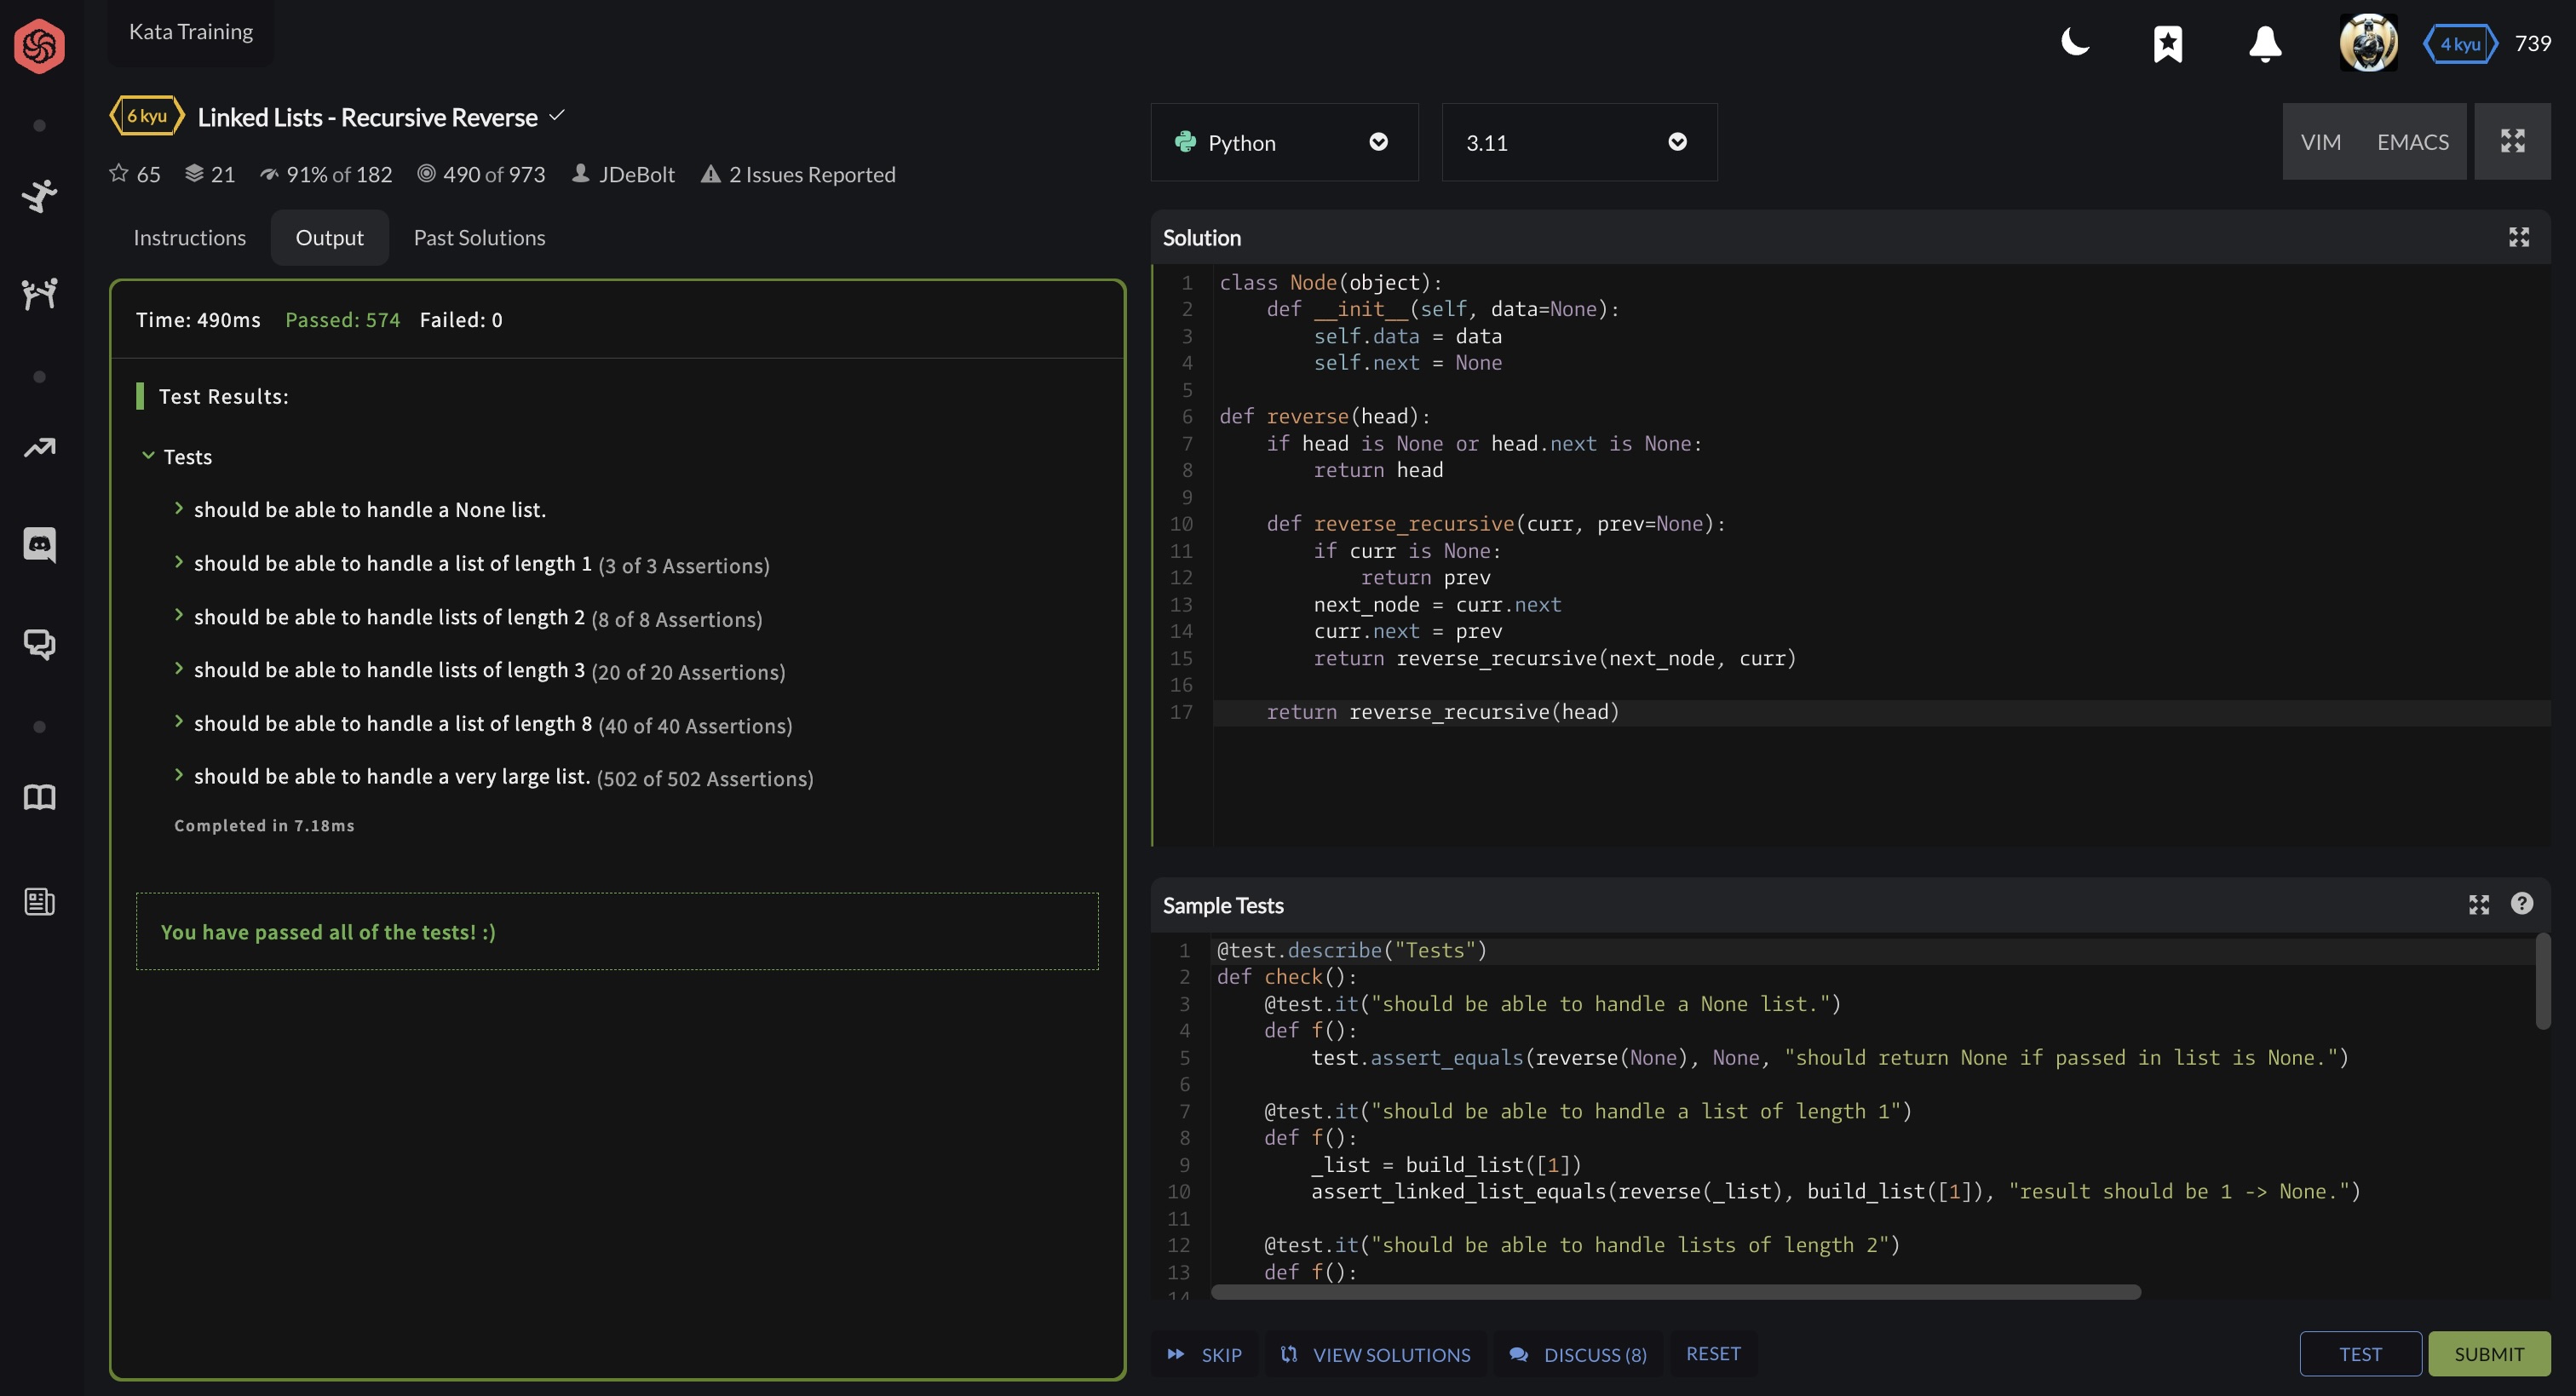 Kata Training
4 kyu 739
6 kyu Linked Lists - Recursive Reverse
65 21 91% of 182 490 of 973 JDeBolt 2 Issues Reported
Instructions Output Past Solutions
Time: 490ms Passed: 574 Failed: 0
Test Results:
Tests
should be able to handle a None list.
should be able to handle a list of length 1 (3 of 3 Assertions)
should be able to handle lists of length 2 (8 of 8 Assertions)
should be able to handle lists of length 3 (20 of 20 Assertions)
should be able to handle a list of length 8 (40 of 40 Assertions)
should be able to handle a very large list. (502 of 502 Assertions)
Completed in 7.18ms
You have passed all of the tests! :)
Python 3.11 VIM EMACS
Solution
1 class Node(object):
2     def __init__(self, data=None):
3         self.data = data
4         self.next = None
5
6 def reverse(head):
7     if head is None or head.next is None:
8         return head
9
10     def reverse_recursive(curr, prev=None):
11         if curr is None:
12             return prev
13         next_node = curr.next
14         curr.next = prev
15         return reverse_recursive(next_node, curr)
16
17     return reverse_recursive(head)
Sample Tests
1 @test.describe("Tests")
2 def check():
3     @test.it("should be able to handle a None list.")
4     def f():
5         test.assert_equals(reverse(None), None, "should return None if passed in list is None.")
6
7     @test.it("should be able to handle a list of length 1")
8     def f():
9         _list = build_list([1])
10         assert_linked_list_equals(reverse(_list), build_list([1]), "result should be 1 -> None.")
11
12     @test.it("should be able to handle lists of length 2")
13     def f():
14
SKIP VIEW SOLUTIONS DISCUSS (8) RESET TEST SUBMIT